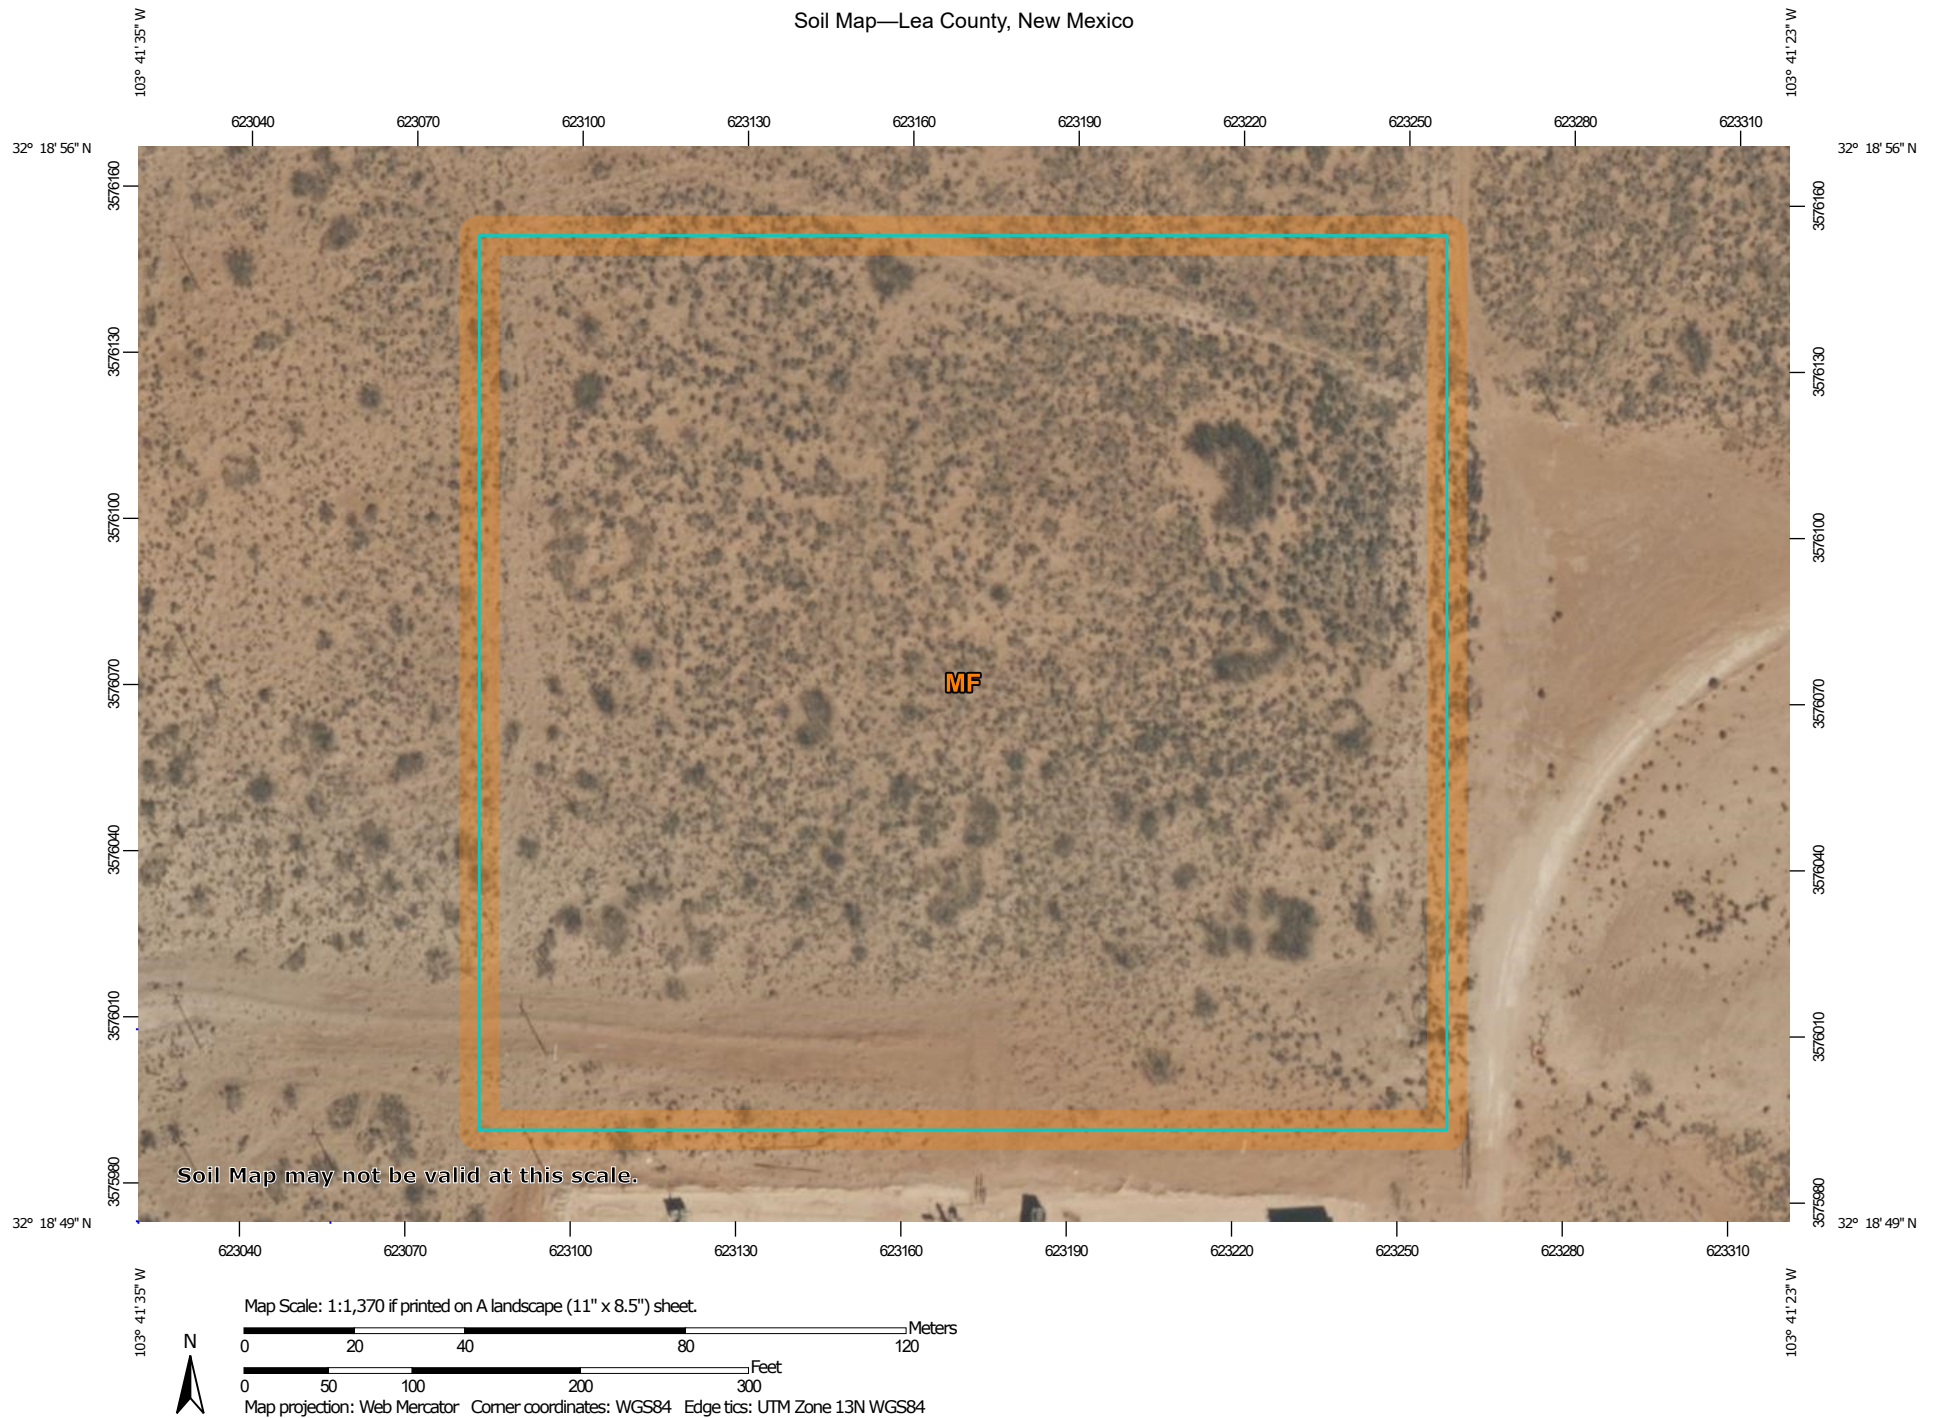 Soil Map—Lea County, New Mexico
103° 41' 35'' W
103° 41' 23'' W
623040 623070 623100 623130 623160 623190 623220 623250 623280 623310
32° 18' 56'' N
32° 18' 56'' N
3576160
3576160
3576130
3576130
3576100
3576100
3576070
3576070
MF
3576040
3576040
3576010
3576010
3575980
3575980
Soil Map may not be valid at this scale.
32° 18' 49'' N
32° 18' 49'' N
623040 623070 623100 623130 623160 623190 623220 623250 623280 623310
103° 41' 35'' W
103° 41' 23'' W
Map Scale: 1:1,370 if printed on A landscape (11" x 8.5") sheet.
Meters
0 20 40 80 120
N
Feet
0 50 100 200 300
Map projection: Web Mercator Corner coordinates: WGS84 Edge tics: UTM Zone 13N WGS84